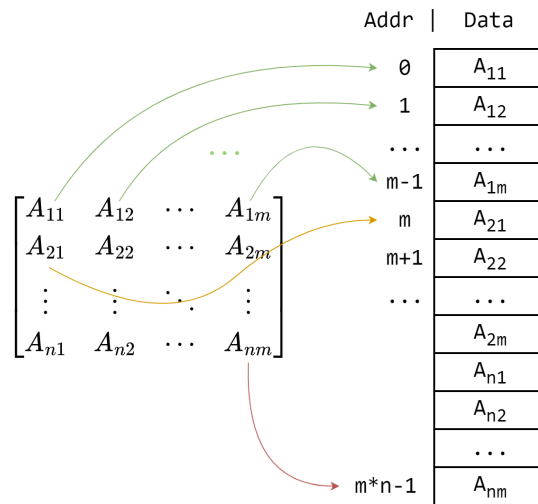 Addr | Data
0 A11
1 A12
... ...
m-1 A1m
m A21
m+1 A22
... ...
A2m
An1
An2
...
m*n-1 Anm
...
A11 A12 ⋯ A1m
A21 A22 ⋯ A2m
⋮ ⋮ ⋱ ⋮
An1 An2 ⋯ Anm